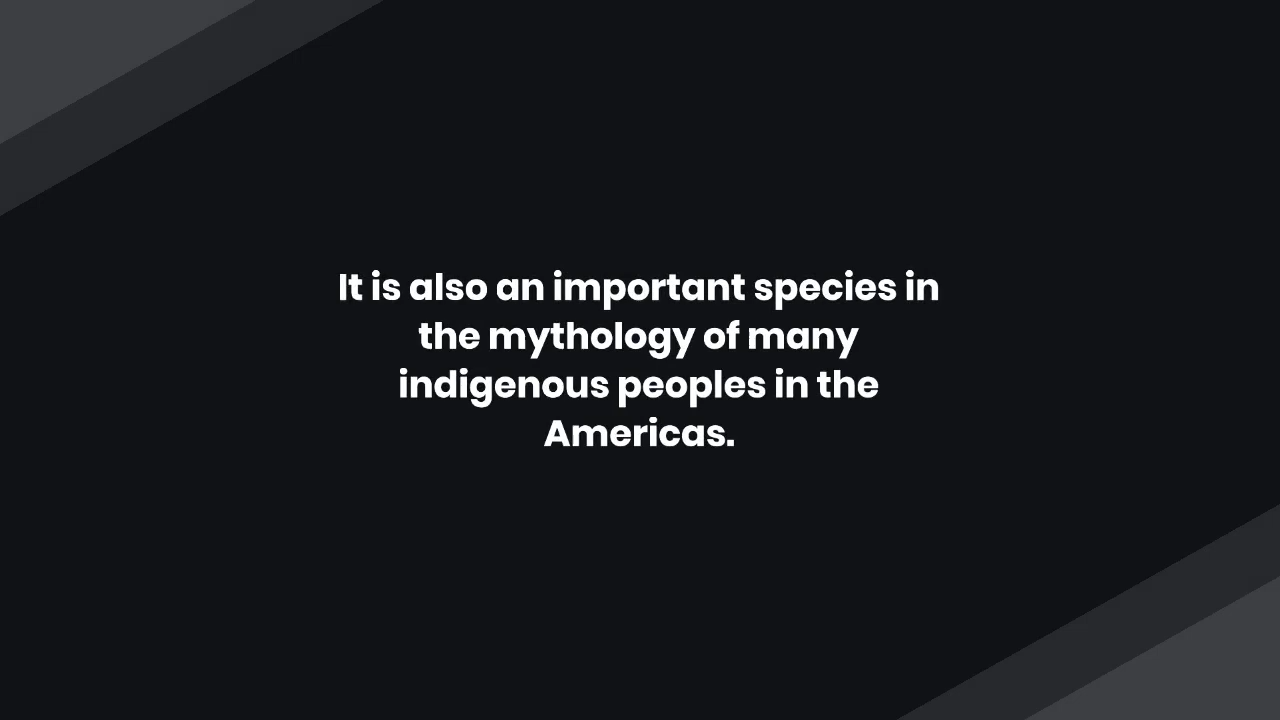 It is also an important species in
the mythology of many
indigenous peoples in the
Americas.